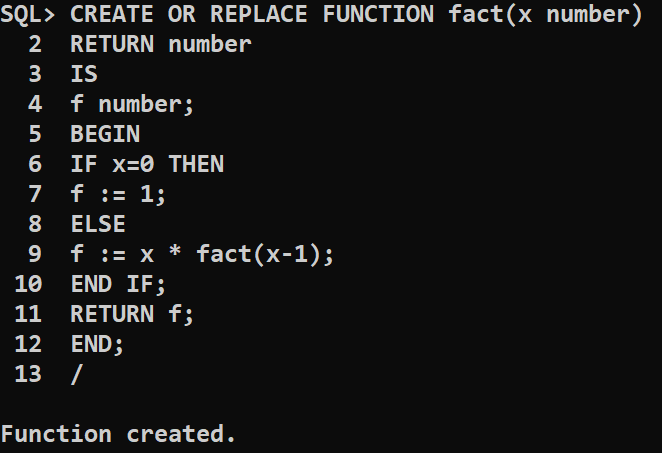 SQL> CREATE OR REPLACE FUNCTION fact(x number)
  2  RETURN number
  3  IS
  4  f number;
  5  BEGIN
  6  IF x=0 THEN
  7  f := 1;
  8  ELSE
  9  f := x * fact(x-1);
 10  END IF;
 11  RETURN f;
 12  END;
 13  /
Function created.